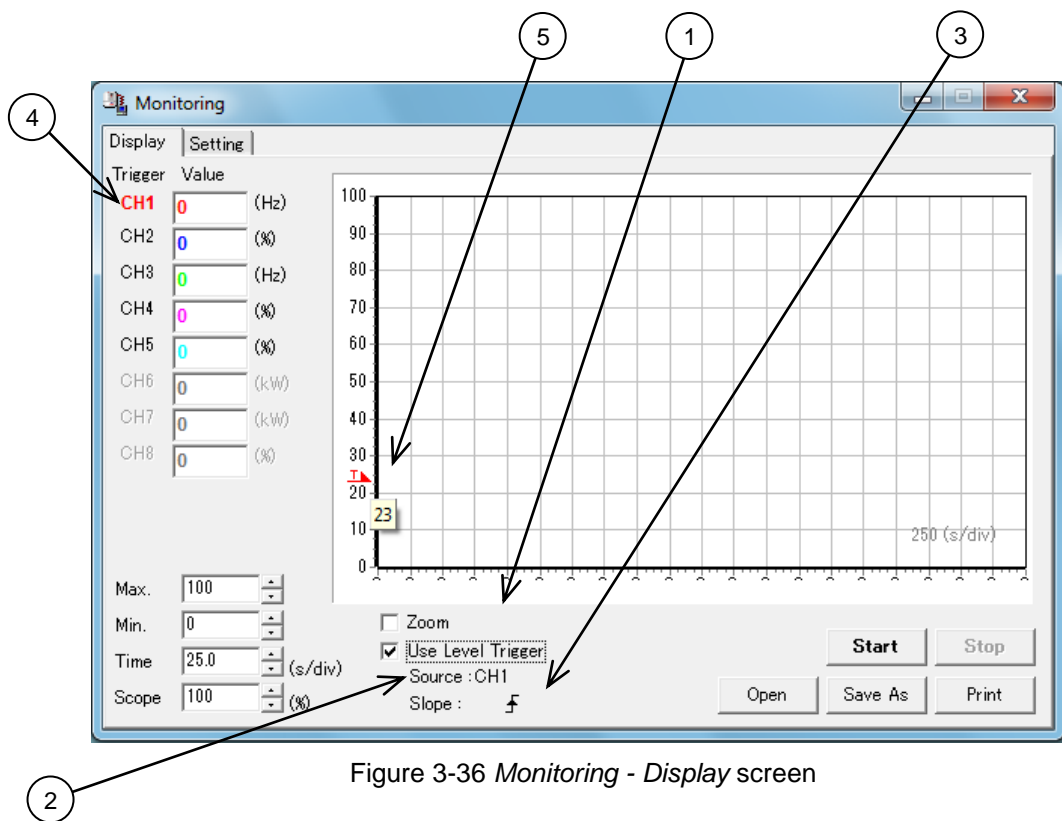 5 1 3
4
Monitoring
Display Setting
Trigger Value
CH1 0 (Hz)
CH2 0 (%)
CH3 0 (Hz)
CH4 0 (%)
CH5 0 (%)
CH6 0 (kW)
CH7 0 (kW)
CH8 0 (%)
100
90
80
70
60
50
40
30
T
20
23
10
250 (s/div)
0
Max. 100
Min. 0
Time 25.0 (s/div)
Scope 100 (%)
Zoom
Use Level Trigger
Source :CH1
Slope :
Start Stop
Open Save As Print
2
Figure 3-36 Monitoring - Display screen